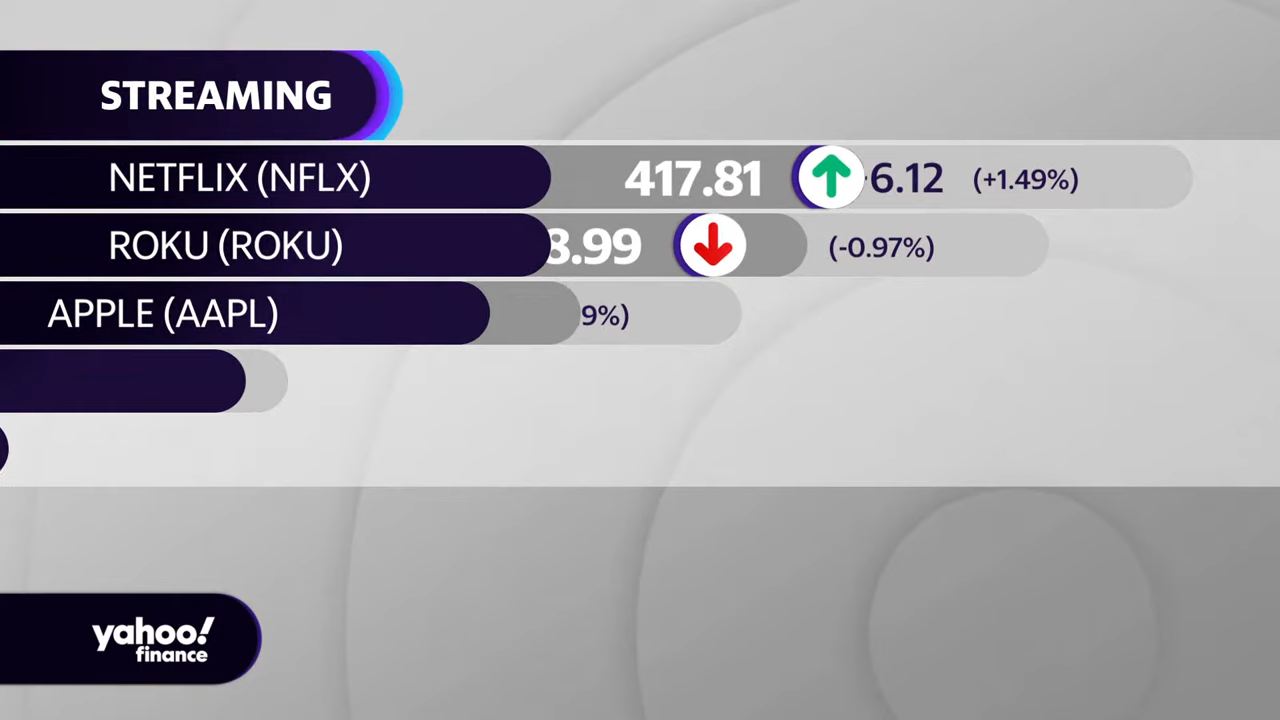 STREAMING
NETFLIX (NFLX) 417.81 6.12 (+1.49%)
ROKU (ROKU) 8.99 (-0.97%)
APPLE (AAPL) 9%)
yahoo!
finance